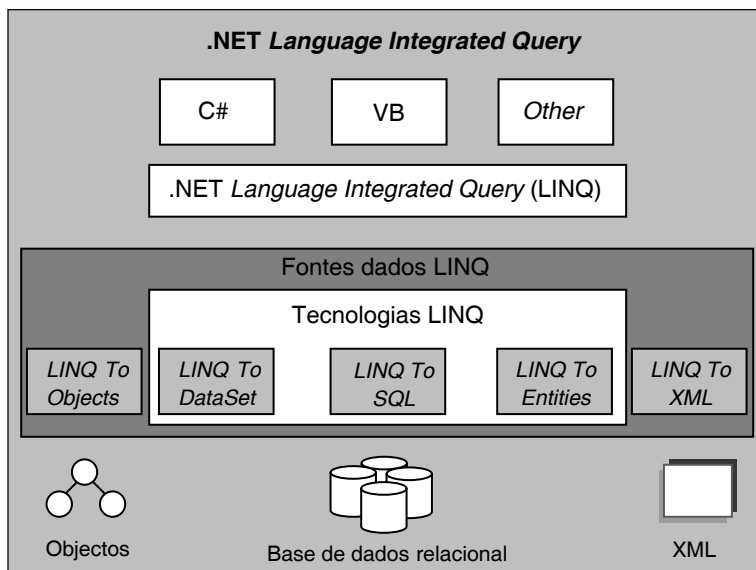 .NET Language Integrated Query
C#
VB
Other
.NET Language Integrated Query (LINQ)
Fontes dados LINQ
Tecnologias LINQ
LINQ To
Objects
LINQ To
DataSet
LINQ To
SQL
LINQ To
Entities
LINQ To
XML
Objectos
Base de dados relacional
XML